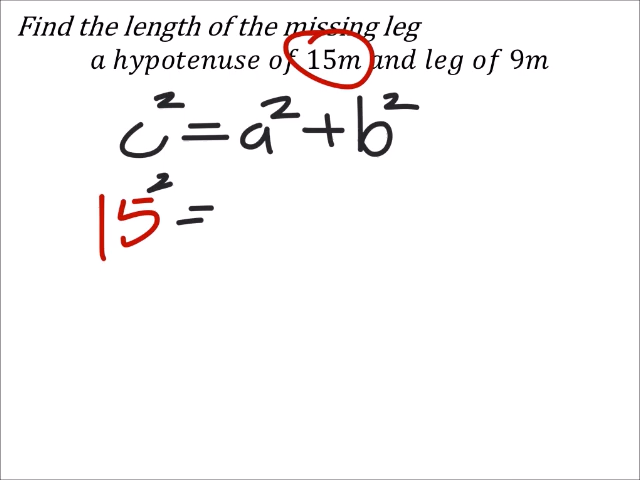 Find the length of the missing leg
a hypotenuse of 15m and leg of 9m
c² = a² + b²
15² =